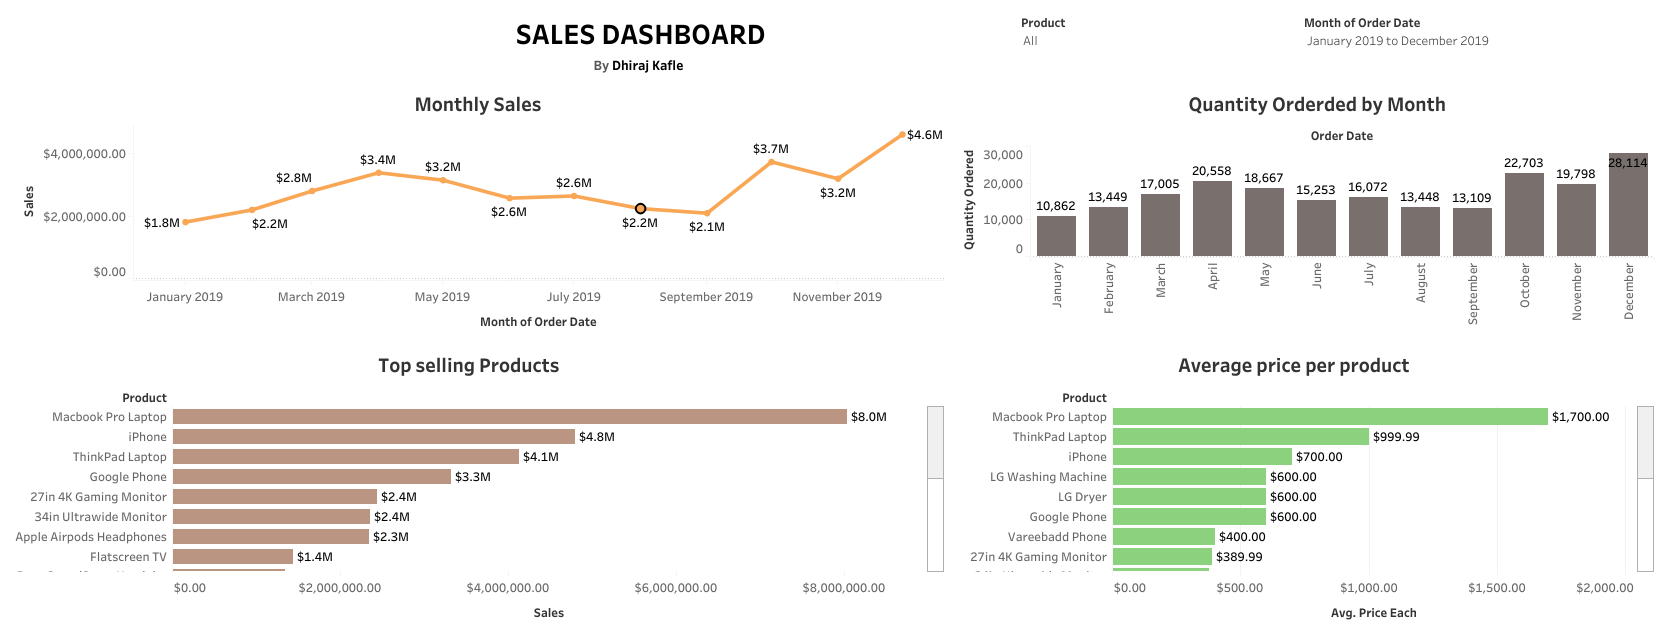 SALES DASHBOARD
By Dhiraj Kafle
Product
All
Month of Order Date
January 2019 to December 2019
Monthly Sales
Sales
$4,000,000.00
$2,000,000.00
$0.00
$1.8M
$2.2M
$2.8M
$3.4M
$3.2M
$2.6M
$2.6M
$2.2M
$2.1M
$3.7M
$3.2M
$4.6M
January 2019
March 2019
May 2019
July 2019
September 2019
November 2019
Month of Order Date
Quantity Orderded by Month
Order Date
Quantity Ordered
30,000
20,000
10,000
0
10,862
13,449
17,005
20,558
18,667
15,253
16,072
13,448
13,109
22,703
19,798
28,114
January
February
March
April
May
June
July
August
September
October
November
December
Top selling Products
Product
Macbook Pro Laptop $8.0M
iPhone $4.8M
ThinkPad Laptop $4.1M
Google Phone $3.3M
27in 4K Gaming Monitor $2.4M
34in Ultrawide Monitor $2.4M
Apple Airpods Headphones $2.3M
Flatscreen TV $1.4M
$0.00
$2,000,000.00
$4,000,000.00
$6,000,000.00
$8,000,000.00
Sales
Average price per product
Product
Macbook Pro Laptop $1,700.00
ThinkPad Laptop $999.99
iPhone $700.00
LG Washing Machine $600.00
LG Dryer $600.00
Google Phone $600.00
Vareebadd Phone $400.00
27in 4K Gaming Monitor $389.99
$0.00
$500.00
$1,000.00
$1,500.00
$2,000.00
Avg. Price Each